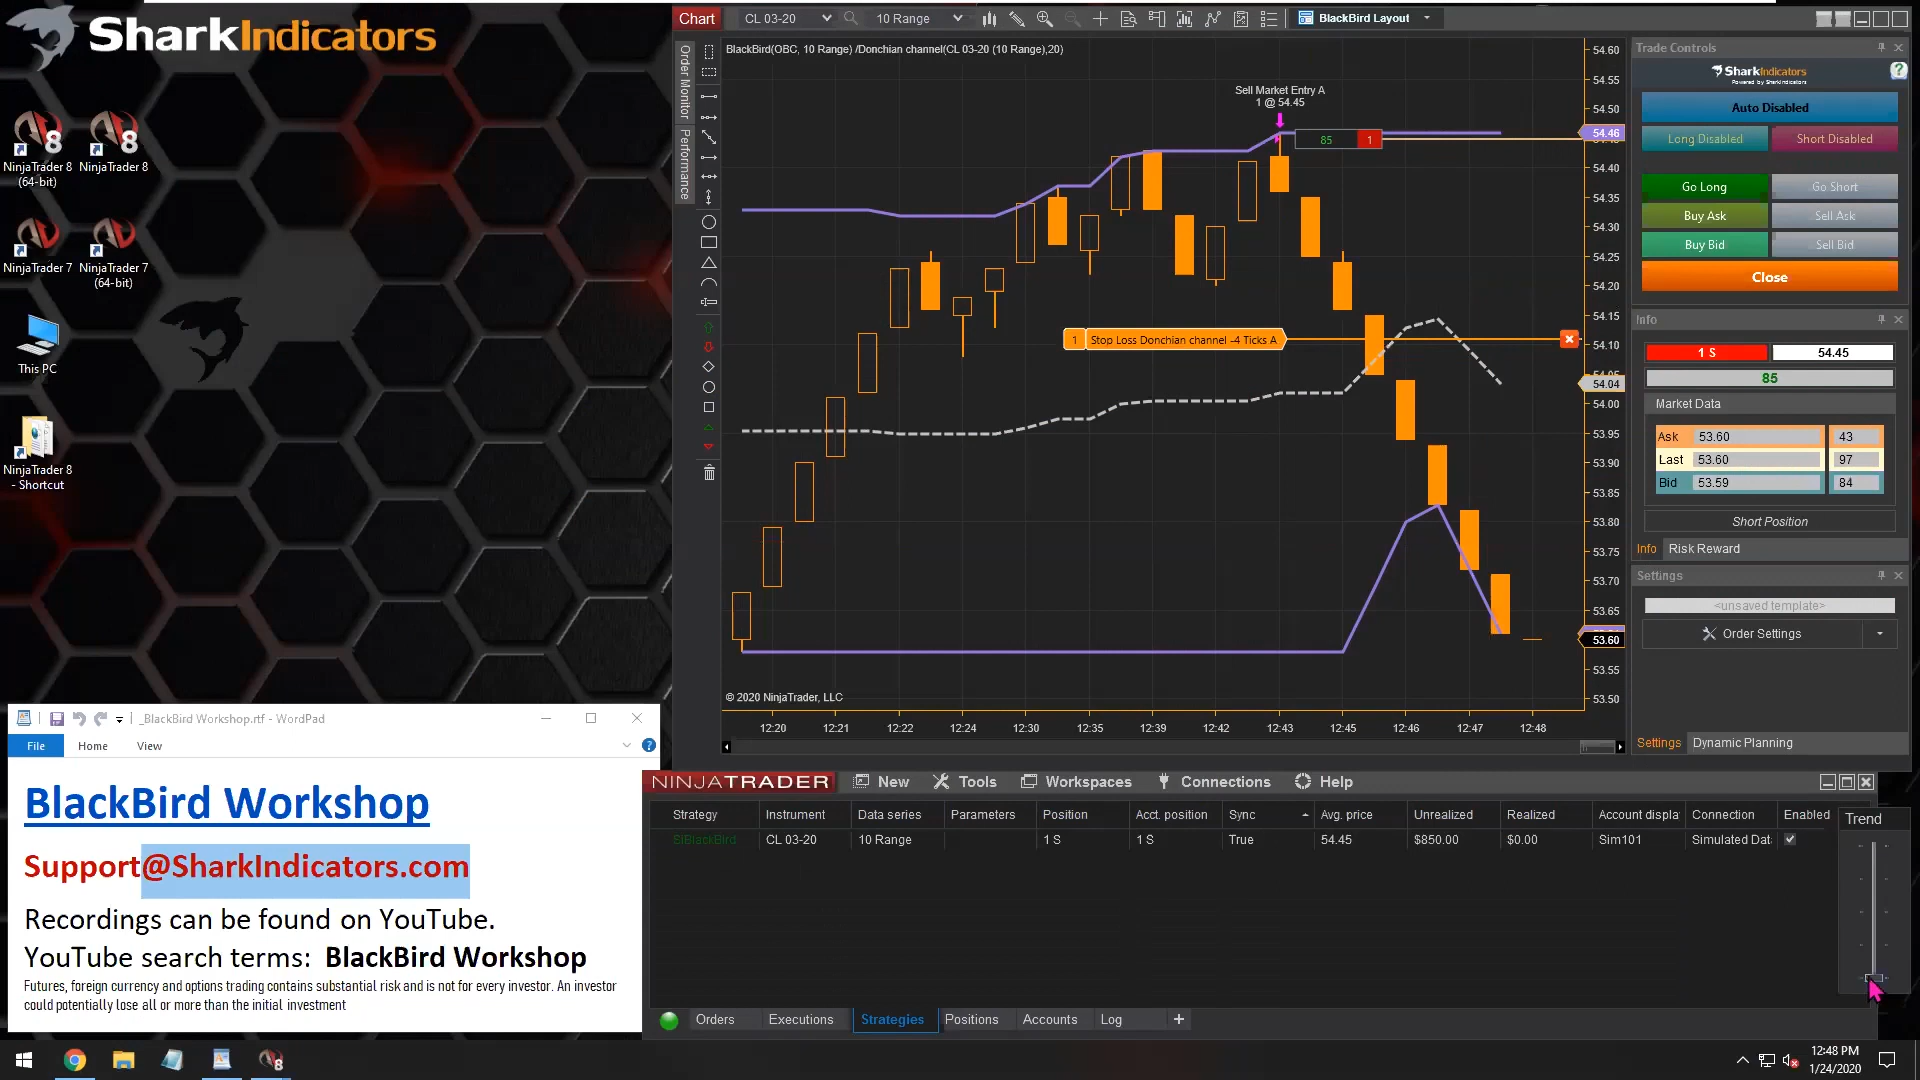 SharkIndicators
NinjaTrader 8
(64-bit)
NinjaTrader 8
NinjaTrader 7
NinjaTrader 7
(64-bit)
This PC
NinjaTrader 8
- Shortcut
Chart
CL 03-20
10 Range
BlackBird Layout
Order Monitor
Performance
BlackBird(OBC, 10 Range) /Donchian channel(CL 03-20 (10 Range),20)
Sell Market Entry A
1 @ 54.45
85
1
1
Stop Loss Donchian channel -4 Ticks A
54.60
54.55
54.50
54.46
54.40
54.35
54.30
54.25
54.20
54.15
54.10
54.04
54.00
53.95
53.90
53.85
53.80
53.75
53.70
53.65
53.60
53.55
53.50
© 2020 NinjaTrader, LLC
12:20
12:21
12:22
12:24
12:35
12:39
12:42
12:43
12:45
12:46
12:47
12:48
Trade Controls
SharkIndicators
Powered by SharkIndicators
Auto Disabled
Long Disabled
Short Disabled
Go Long
Go Short
Buy Ask
Sell Ask
Buy Bid
Sell Bid
Close
Info
1 S
54.45
85
Market Data
Ask 53.60 43
Last 53.60 97
Bid 53.59 84
Short Position
Info
Risk Reward
Settings
<unsaved template>
Order Settings
Settings
Dynamic Planning
_BlackBird Workshop.rtf - WordPad
File
Home
View
BlackBird Workshop
Support@SharkIndicators.com
Recordings can be found on YouTube.
YouTube search terms: BlackBird Workshop
Futures, foreign currency and options trading contains substantial risk and is not for every investor. An investor
could potentially lose all or more than the initial investment
NINJATRADER
New
Tools
Workspaces
Connections
Help
Strategy Instrument Data series Parameters Position Acct. position Sync Avg. price Unrealized Realized Account displa Connection Enabled
SiBlackBird CL 03-20 10 Range 1 S 1 S True 54.45 $850.00 $0.00 Sim101 Simulated Dat
Trend
Orders
Executions
Strategies
Positions
Accounts
Log
+
12:48 PM
1/24/2020